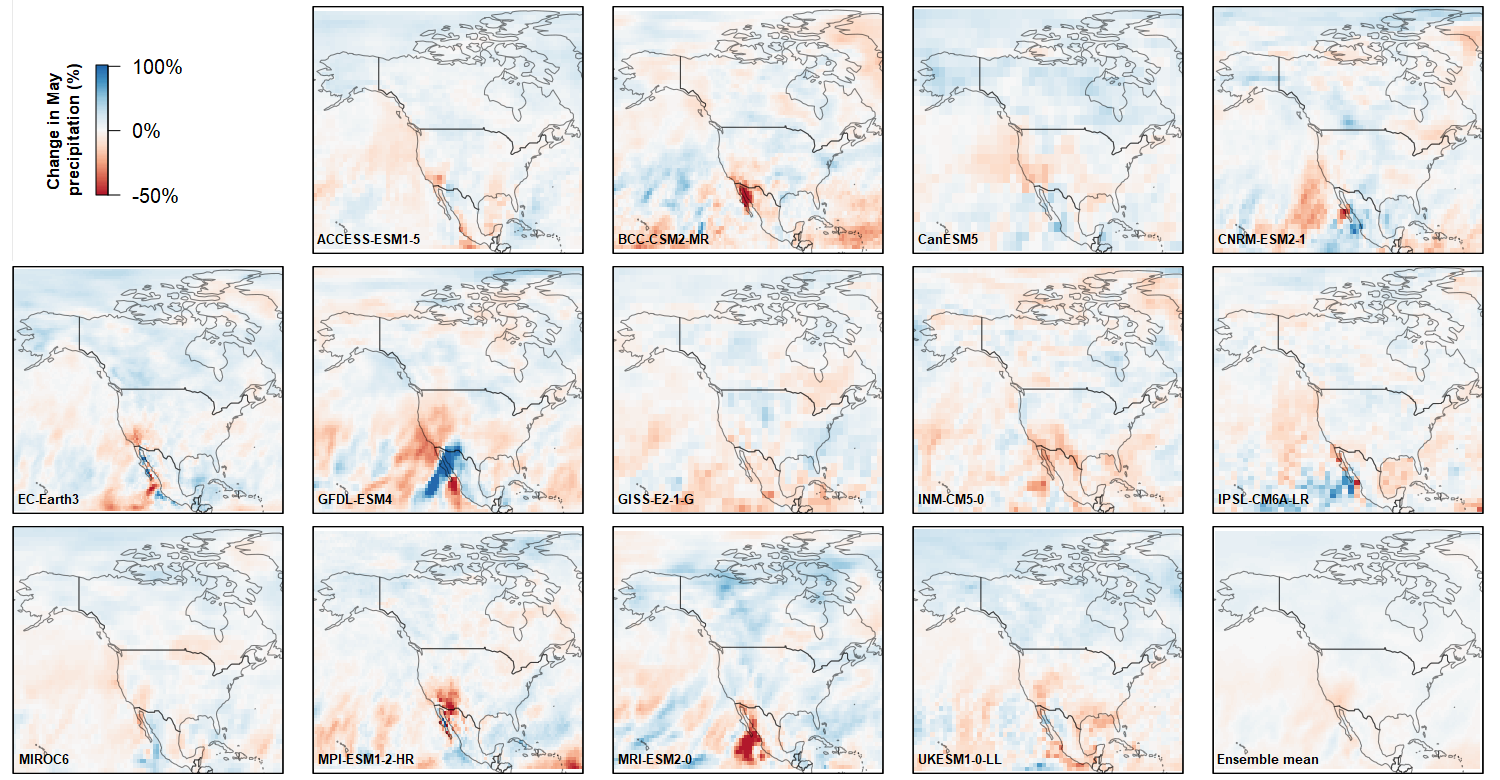 Change in May
precipitation (%)
100%
0%
-50%
ACCESS-ESM1-5
BCC-CSM2-MR
CanESM5
CNRM-ESM2-1
EC-Earth3
GFDL-ESM4
GISS-E2-1-G
INM-CM5-0
IPSL-CM6A-LR
MIROC6
MPI-ESM1-2-HR
MRI-ESM2-0
UKESM1-0-LL
Ensemble mean